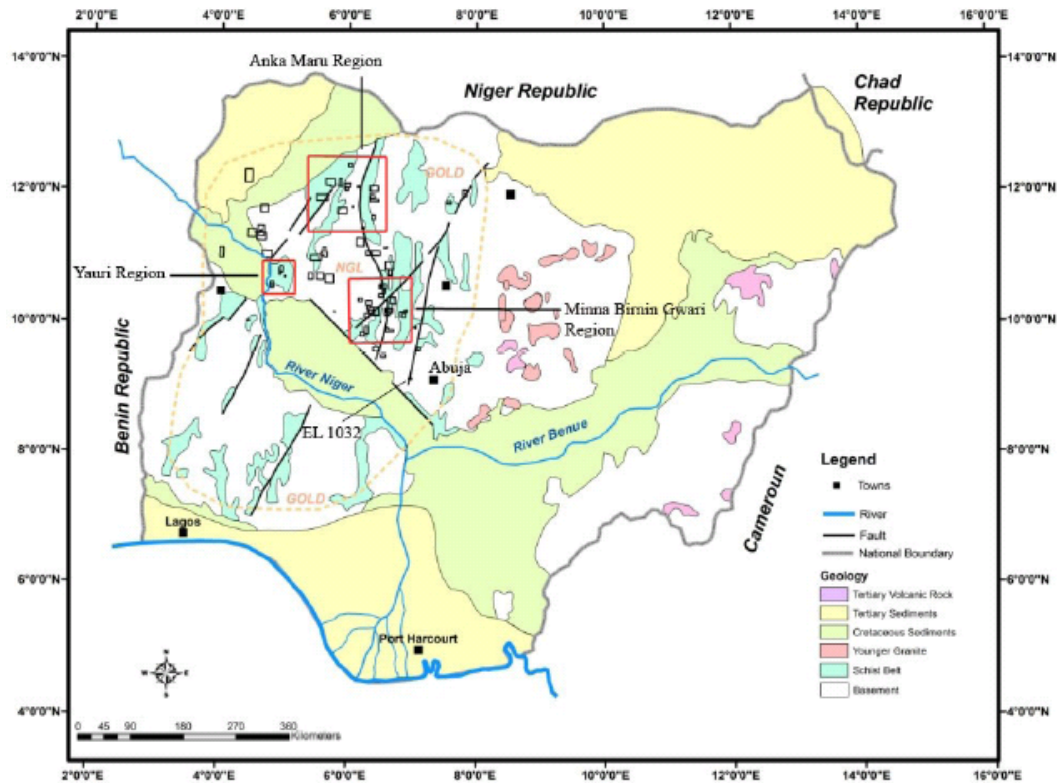 2°0'0"E 4°0'0"E 6°0'0"E 8°0'0"E 10°0'0"E 12°0'0"E 14°0'0"E 16°0'0"E
14°0'0"N 14°0'0"N
Anka Maru Region
Niger Republic
Chad
Republic
GOLD
12°0'0"N 12°0'0"N
Yauri Region
NGL
Minna Birnin Gwari
Region
10°0'0"N 10°0'0"N
Abuja
River Niger
Benin Republic
EL 1032
River Benue
8°0'0"N 8°0'0"N
GOLD
Lagos
Cameroun
6°0'0"N 6°0'0"N
Port Harcourt
Legend
Towns
River
Fault
National Boundary
Geology
Tertiary Volcanic Rock
Tertiary Sediments
Cretaceous Sediments
Younger Granite
Schist Belt
Basement
N
W E
S
4°0'0"N 4°0'0"N
0 45 90 180 270 360
Kilometers
2°0'0"E 4°0'0"E 6°0'0"E 8°0'0"E 10°0'0"E 12°0'0"E 14°0'0"E 16°0'0"E